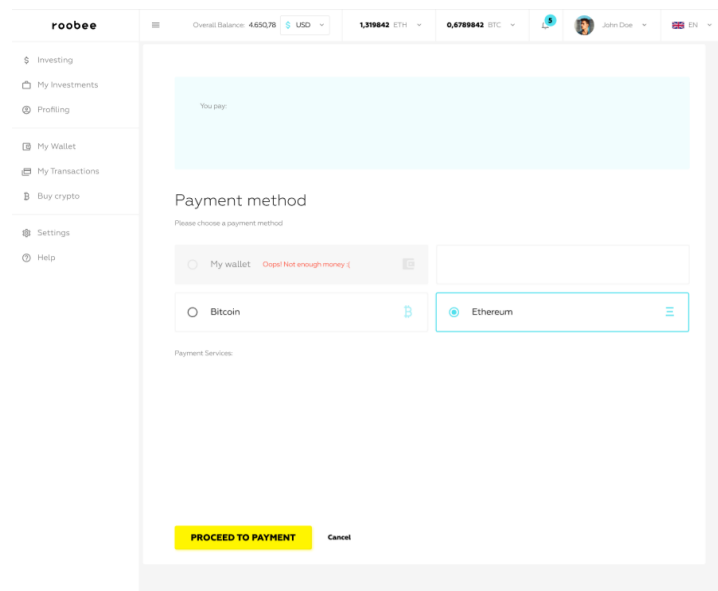 roobee
Overall Balance: 4.650,78 $ USD
1,319842 ETH
0,6789842 BTC
5
John Doe
EN
$ Investing
My Investments
Profiling
My Wallet
My Transactions
Buy crypto
Settings
Help
You pay:
Payment method
Please choose a payment method
My wallet Oops! Not enough money :(
Bitcoin
Ethereum
Payment Services:
PROCEED TO PAYMENT Cancel